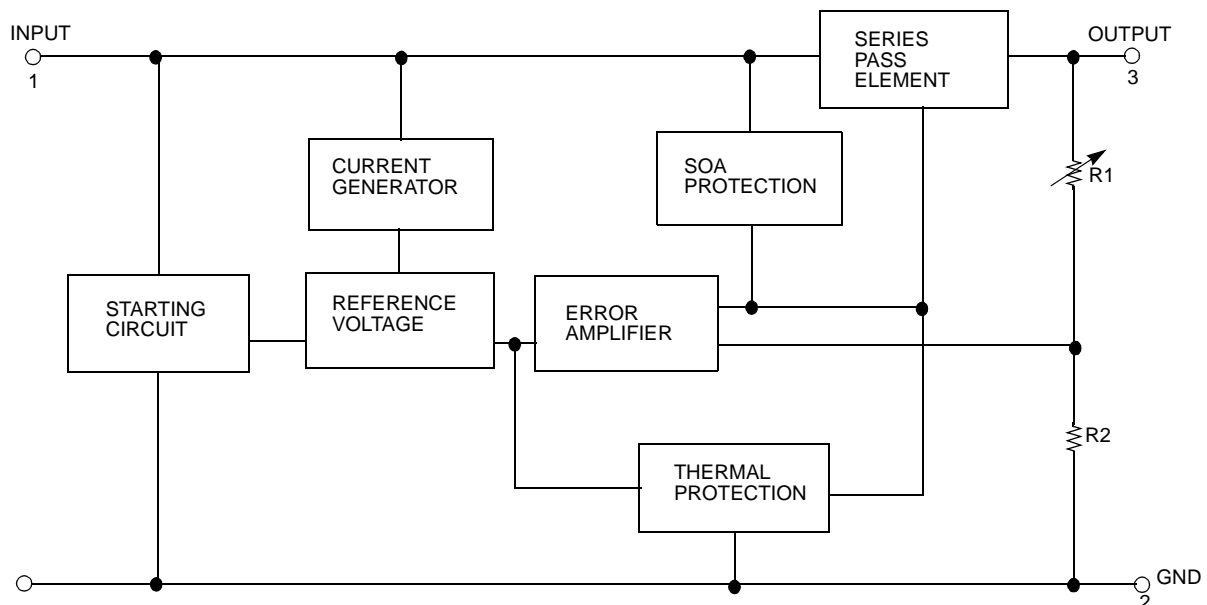 INPUT
1
SERIES
PASS
ELEMENT
OUTPUT
3
CURRENT
GENERATOR
SOA
PROTECTION
R1
STARTING
CIRCUIT
REFERENCE
VOLTAGE
ERROR
AMPLIFIER
R2
THERMAL
PROTECTION
GND
2